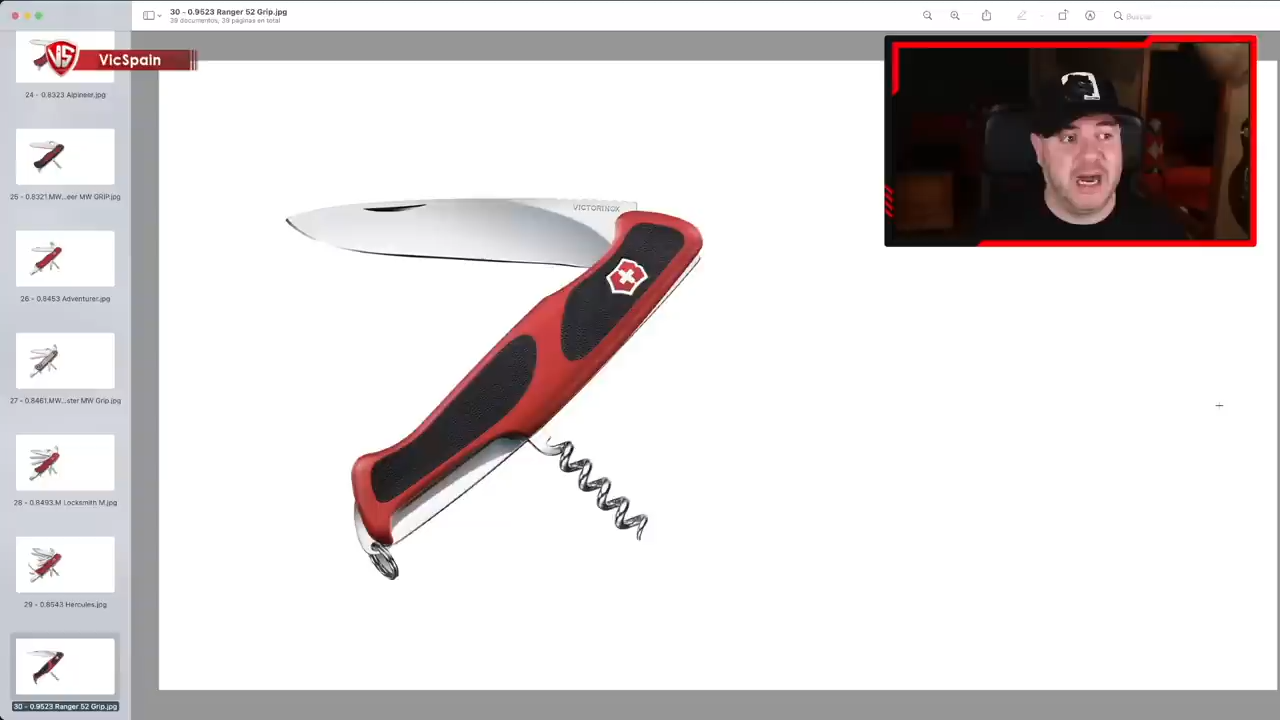 30 - 0.9523 Ranger 52 Grip.jpg
39 documentos, 39 páginas en total
Buscar
VS
VicSpain
24 - 0.8323 Alpineer.jpg
25 - 0.8321.MW...eer MW GRIP.jpg
26 - 0.8453 Adventurer.jpg
27 - 0.8461.MW...ster MW Grip.jpg
28 - 0.8493.M Locksmith M.jpg
29 - 0.8543 Hercules.jpg
30 - 0.9523 Ranger 52 Grip.jpg
VICTORINOX